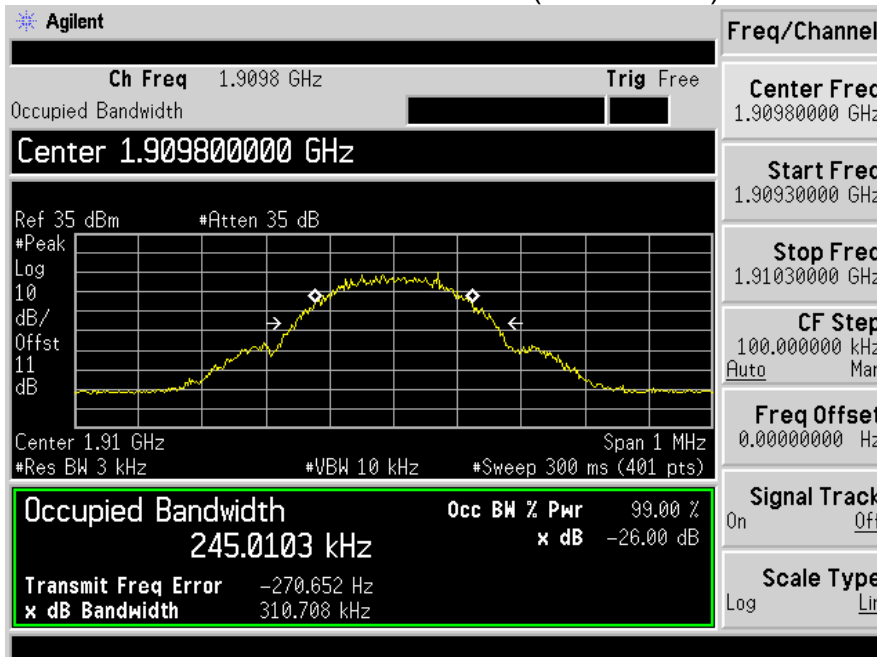 Agilent
Freq/Channel
Ch Freq 1.9098 GHz Trig Free
Occupied Bandwidth
Center 1.909800000 GHz
Center Freq
1.90980000 GHz
Start Freq
1.90930000 GHz
Stop Freq
1.91030000 GHz
CF Step
100.000000 kHz
Auto Man
Freq Offset
0.00000000 Hz
Signal Track
On Off
Scale Type
Log Lin
Ref 35 dBm #Atten 35 dB
#Peak
Log
10
dB/
Offst
11
dB
Center 1.91 GHz Span 1 MHz
#Res BW 3 kHz #VBW 10 kHz #Sweep 300 ms (401 pts)
Occupied Bandwidth
245.0103 kHz
Occ BW % Pwr 99.00 %
x dB -26.00 dB
Transmit Freq Error -270.652 Hz
x dB Bandwidth 310.708 kHz